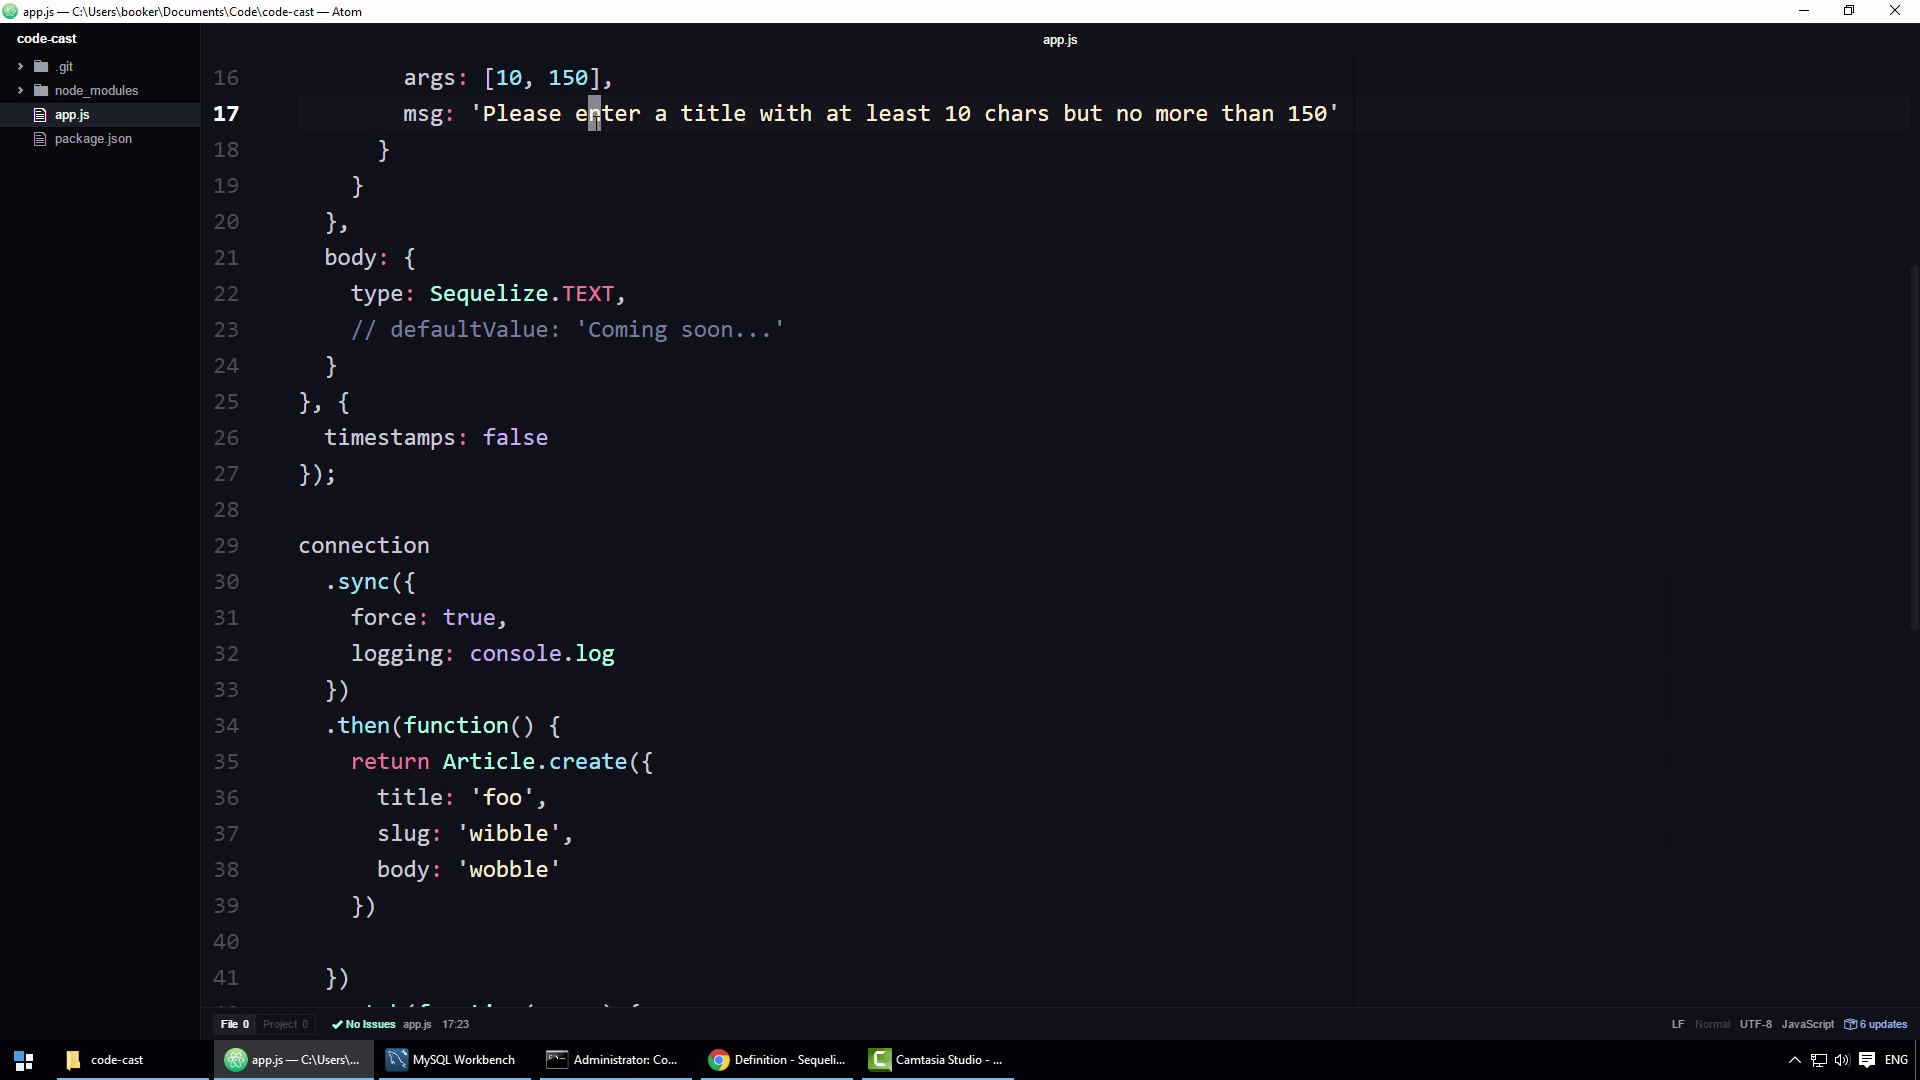 app.js — C:\Users\booker\Documents\Code\code-cast — Atom
code-cast
.git
node_modules
app.js
package.json
app.js
16 args: [10, 150],
17 msg: 'Please enter a title with at least 10 chars but no more than 150'
18 }
19 }
20 },
21 body: {
22 type: Sequelize.TEXT,
23 // defaultValue: 'Coming soon...'
24 }
25 }, {
26 timestamps: false
27 });
28
29 connection
30 .sync({
31 force: true,
32 logging: console.log
33 })
34 .then(function() {
35 return Article.create({
36 title: 'foo',
37 slug: 'wibble',
38 body: 'wobble'
39 })
40
41 })
File 0 Project 0 No Issues app.js 17:23 LF Normal UTF-8 JavaScript 6 updates
code-cast app.js — C:\Users\... MySQL Workbench Administrator: Co... Definition - Sequeli... Camtasia Studio - ... ENG